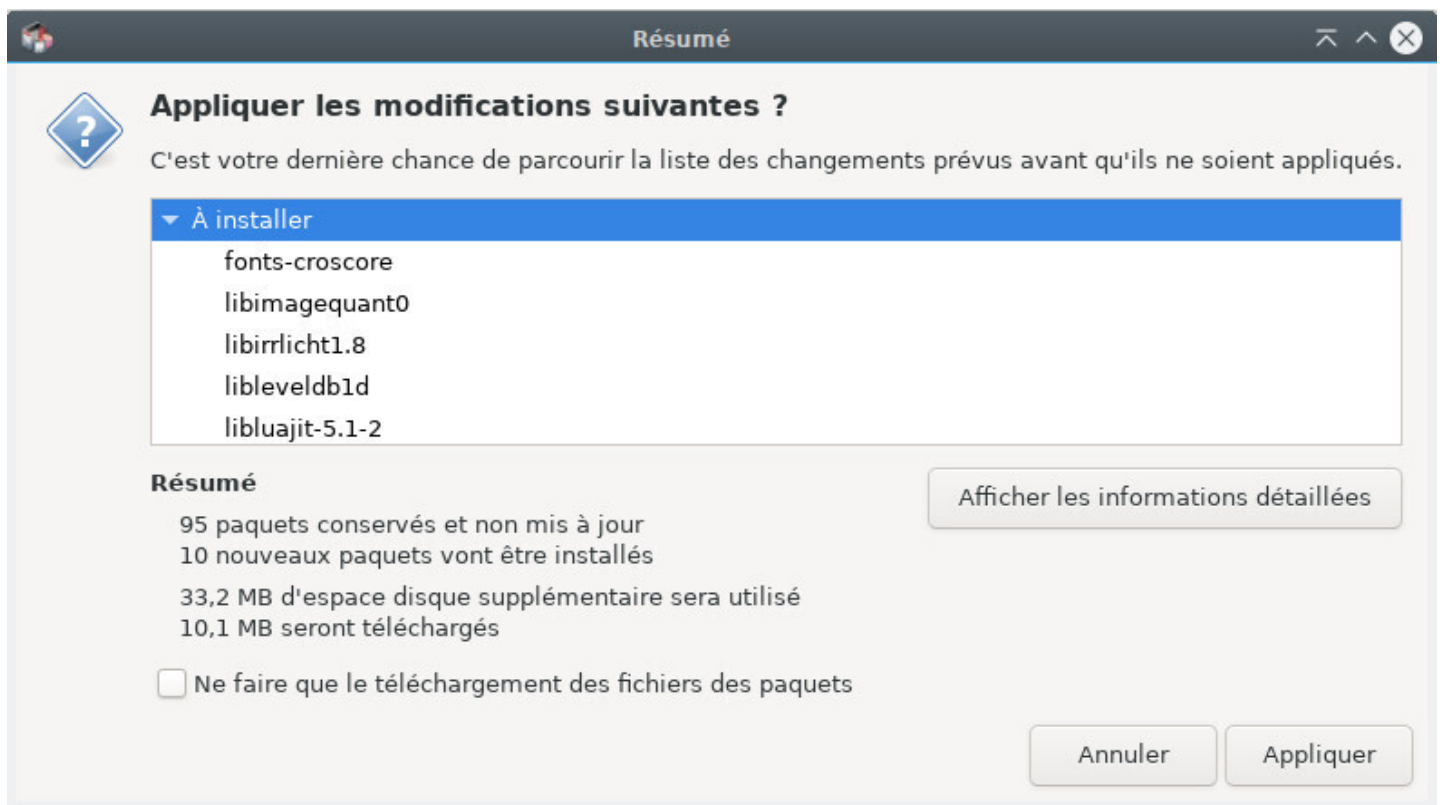 Résumé
Appliquer les modifications suivantes ?
C'est votre dernière chance de parcourir la liste des changements prévus avant qu'ils ne soient appliqués.
À installer
fonts-croscore
libimagequant0
libirrlicht1.8
libleveldb1d
libluajit-5.1-2
Résumé
Afficher les informations détaillées
95 paquets conservés et non mis à jour
10 nouveaux paquets vont être installés
33,2 MB d'espace disque supplémentaire sera utilisé
10,1 MB seront téléchargés
Ne faire que le téléchargement des fichiers des paquets
Annuler
Appliquer